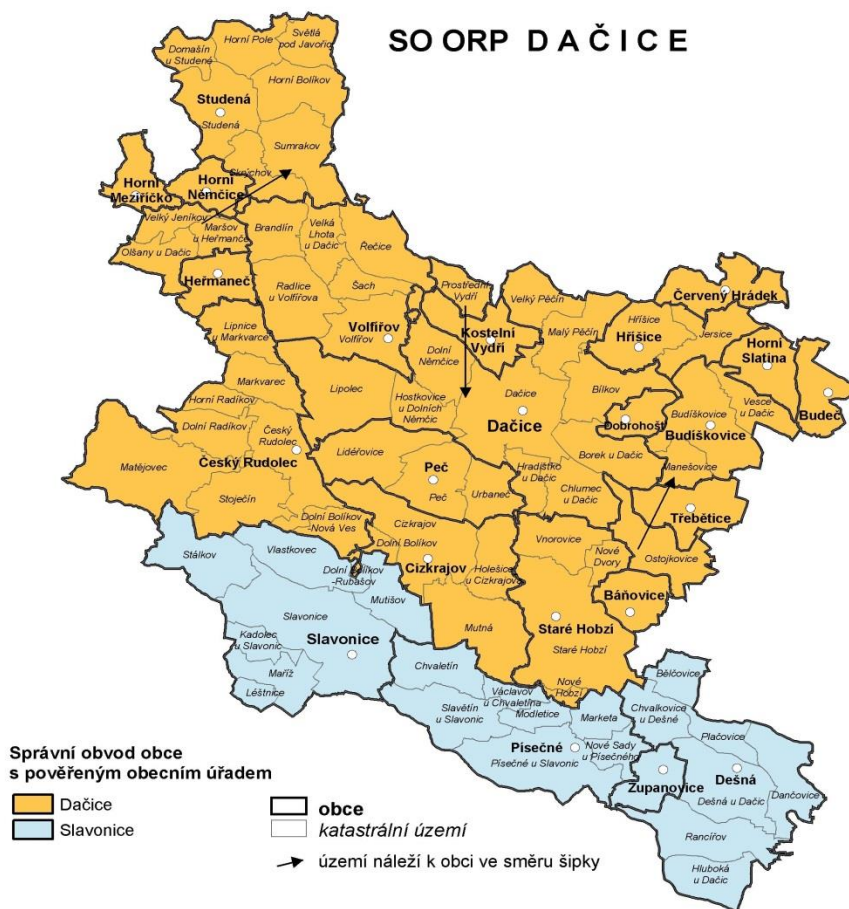 SO ORP D A Č I C E
Horní Pole
Světlá
pod Javořic
Domašín
u Studené
Horní Bolíkov
Studená
Studená
Sumrakov
Skrýchov
Horní
Meziříčko
Horní
Němčice
Velký Jeníkov
Maršov
u Heřmanče
Olšany u Dačic
Heřmaneč
Brandlín
Velká
Lhota
u Dačic
Řečice
Radlice
u Volfířova
Šach
Volfířov
Volfířov
Prostřední
Vydří
Kostelní
Vydří
Velký Pěčín
Malý Pěčín
Červený Hrádek
Hříšice
Hříšice
Jersice
Horní
Slatina
Budeč
Lipnice
u Markvarce
Markvarec
Lipolec
Dolní
Němčice
Hostkovice
u Dolních
Němčic
Dačice
Dačice
Bílkov
Dobrohošť
Budíškovice
Budíškovice
Vesce
u Dačic
Horní Radíkov
Dolní Radíkov
Český
Rudolec
Český Rudolec
Matějovec
Stoječín
Lidéřovice
Peč
Peč
Urbaneč
Hradišťko
u Dačic
Borek u Dačic
Chlumec
u Dačic
Manešovice
Třebětice
Dolní Bolíkov
-Nová Ves
Cizkrajov
Dolní Bolíkov
Cizkrajov
Holešice
u Cizkrajova
Vnorovice
Nové
Dvory
Ostojkovice
Báňovice
Stálkov
Vlastkovec
Dolní Bolíkov
-Rubašov
Mutišov
Mutná
Staré Hobzí
Staré Hobzí
Nové
Hobzí
Slavonice
Slavonice
Kadolec
u Slavonic
Maříž
Léštnice
Chvaletín
Václavov
u Chvaletína
Slavětín
u Slavonic
Modletice
Marketa
Písečné
Písečné u Slavonic
Nové Sady
u Písečného
Bělčovice
Chvalkovice
u Dešné
Plačovice
Dešná
Dešná u Dačic
Dančovice
Županovice
Rancířov
Hluboká
u Dačic
Správní obvod obce
s pověřeným obecním úřadem
Dačice
Slavonice
obce
katastrální území
území náleží k obci ve směru šipky